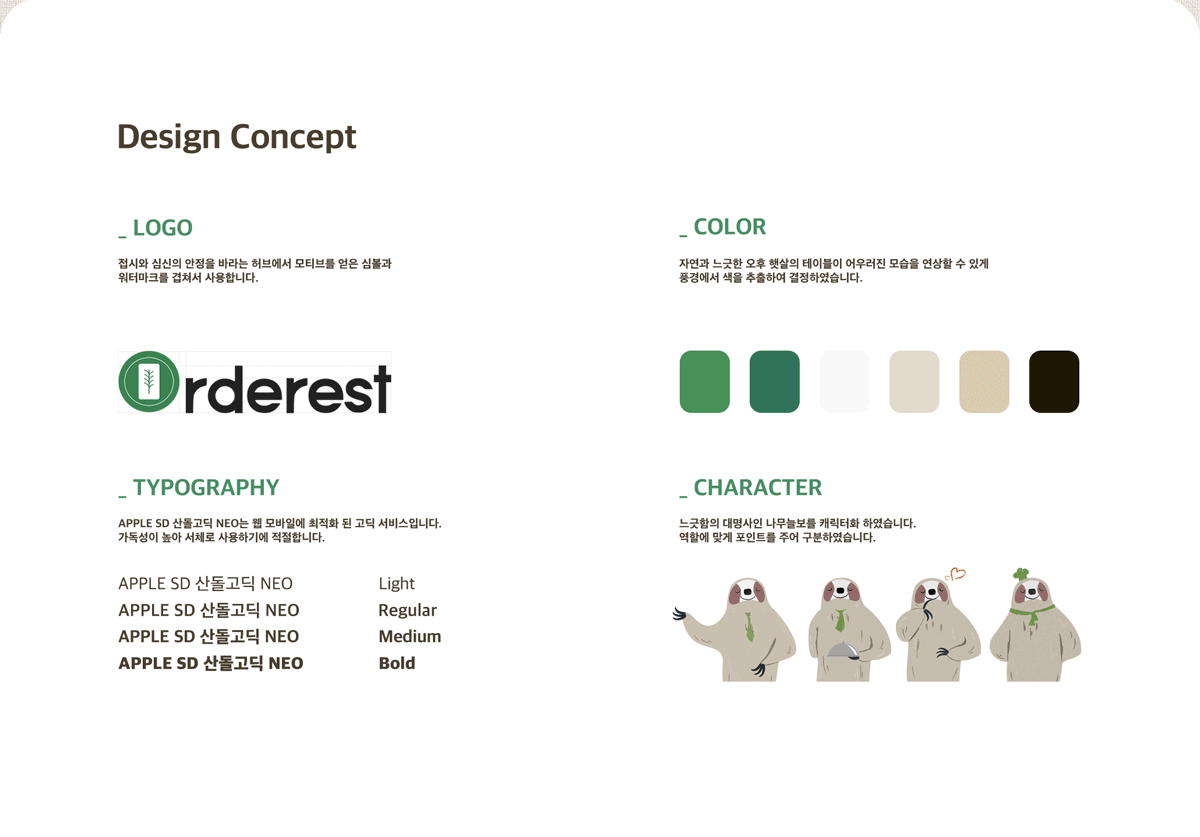 Design Concept
_ LOGO
접시와 심신의 안정을 바라는 허브에서 모티브를 얻은 심볼과
워터마크를 겹쳐서 사용합니다.
rderest
_ COLOR
자연과 느긋한 오후 햇살의 테이블이 어우러진 모습을 연상할 수 있게
풍경에서 색을 추출하여 결정하였습니다.
_ TYPOGRAPHY
APPLE SD 산돌고딕 NEO는 웹 모바일에 최적화 된 고딕 서비스입니다.
가독성이 높아 서체로 사용하기에 적절합니다.
APPLE SD 산돌고딕 NEO Light
APPLE SD 산돌고딕 NEO Regular
APPLE SD 산돌고딕 NEO Medium
APPLE SD 산돌고딕 NEO Bold
_ CHARACTER
느긋함의 대명사인 나무늘보를 캐릭터화 하였습니다.
역할에 맞게 포인트를 주어 구분하였습니다.